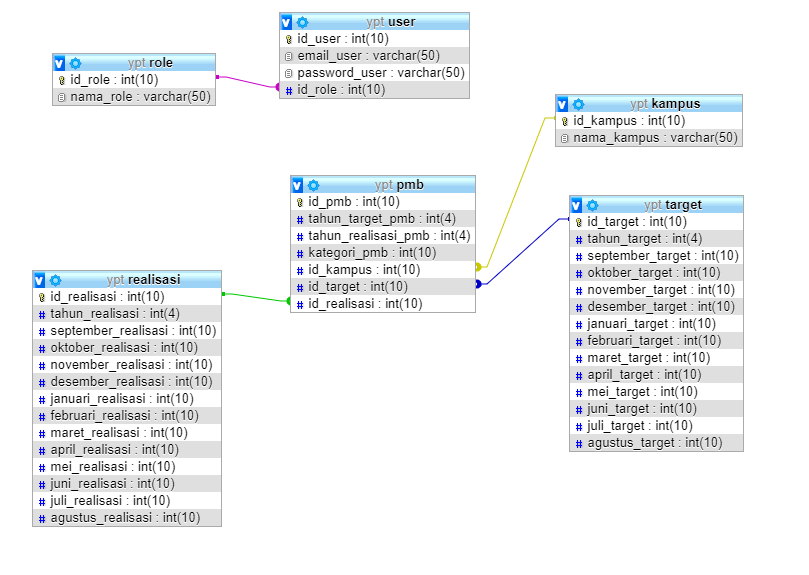 ypt user
id_user : int(10)
email_user : varchar(50)
password_user : varchar(50)
id_role : int(10)
ypt role
id_role : int(10)
nama_role : varchar(50)
ypt kampus
id_kampus : int(10)
nama_kampus : varchar(50)
ypt pmb
id_pmb : int(10)
tahun_target_pmb : int(4)
tahun_realisasi_pmb : int(4)
kategori_pmb : int(10)
id_kampus : int(10)
id_target : int(10)
id_realisasi : int(10)
ypt target
id_target : int(10)
tahun_target : int(4)
september_target : int(10)
oktober_target : int(10)
november_target : int(10)
desember_target : int(10)
januari_target : int(10)
februari_target : int(10)
maret_target : int(10)
april_target : int(10)
mei_target : int(10)
juni_target : int(10)
juli_target : int(10)
agustus_target : int(10)
ypt realisasi
id_realisasi : int(10)
tahun_realisasi : int(4)
september_realisasi : int(10)
oktober_realisasi : int(10)
november_realisasi : int(10)
desember_realisasi : int(10)
januari_realisasi : int(10)
februari_realisasi : int(10)
maret_realisasi : int(10)
april_realisasi : int(10)
mei_realisasi : int(10)
juni_realisasi : int(10)
juli_realisasi : int(10)
agustus_realisasi : int(10)